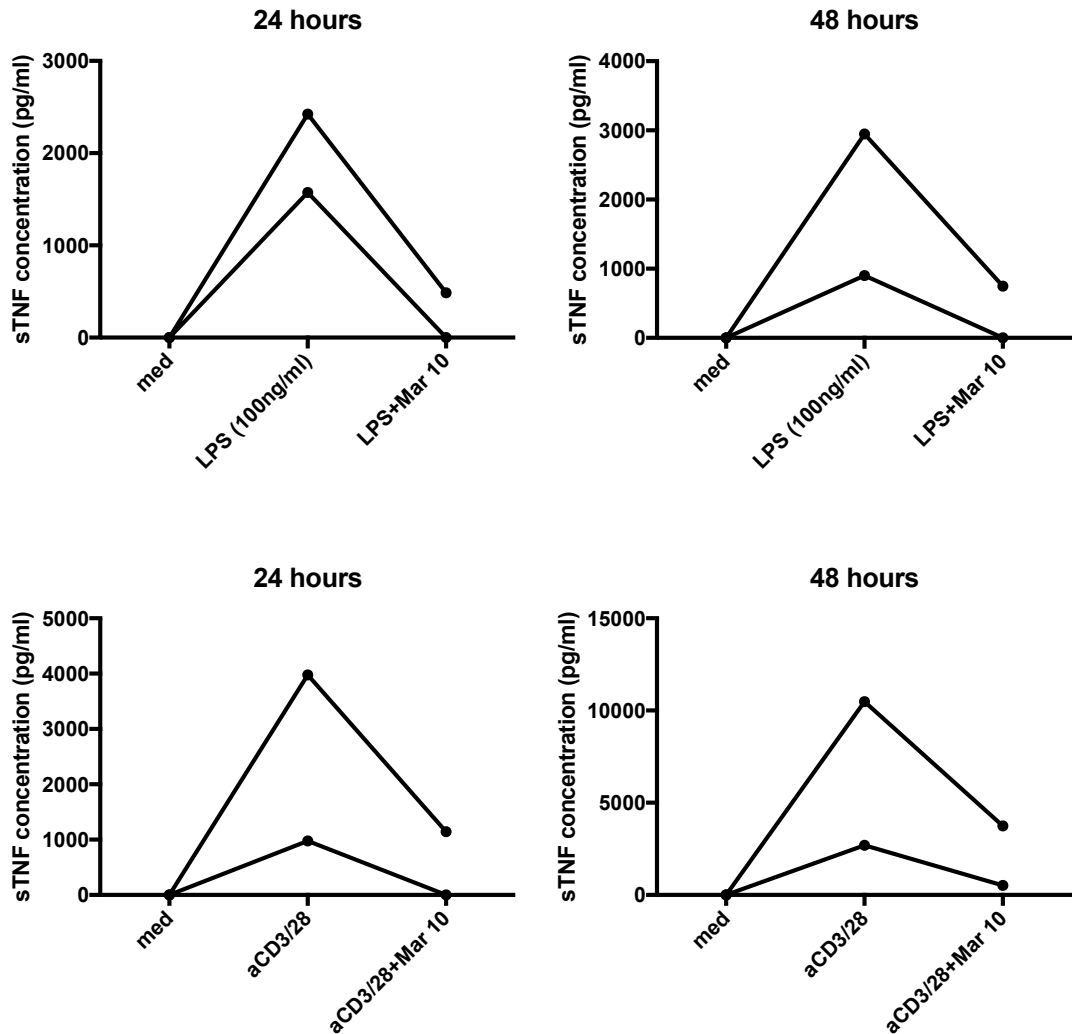 24 hours
sTNF concentration (pg/ml)
3000
2000
1000
0
med
LPS (100ng/ml)
LPS+Mar 10
48 hours
sTNF concentration (pg/ml)
4000
3000
2000
1000
0
med
LPS (100ng/ml)
LPS+Mar 10
24 hours
sTNF concentration (pg/ml)
5000
4000
3000
2000
1000
0
med
aCD3/28
aCD3/28+Mar 10
48 hours
sTNF concentration (pg/ml)
15000
10000
5000
0
med
aCD3/28
aCD3/28+Mar 10